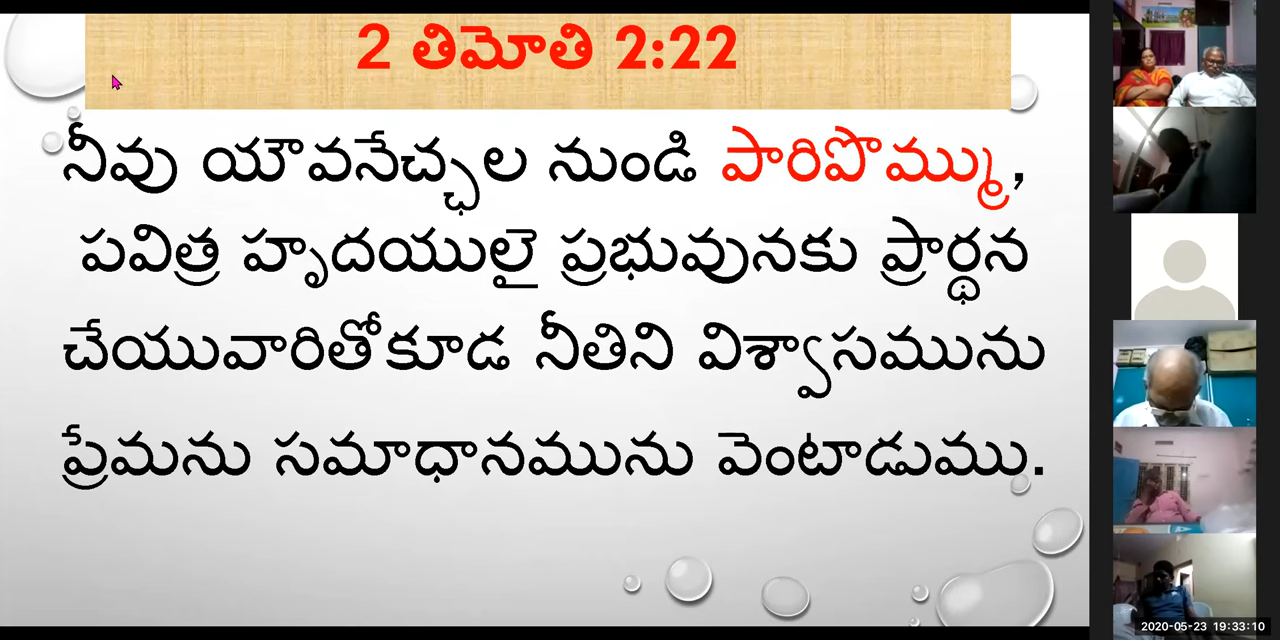 2 తిమోతి 2:22
నీవు యౌవనేచ్ఛల నుండి పారిపొమ్ము,
పవిత్ర హృదయులై ప్రభువునకు ప్రార్థన
చేయువారితోకూడ నీతిని విశ్వాసమును
ప్రేమను సమాధానమును వెంటాడుము.
2020-05-23 19:33:10